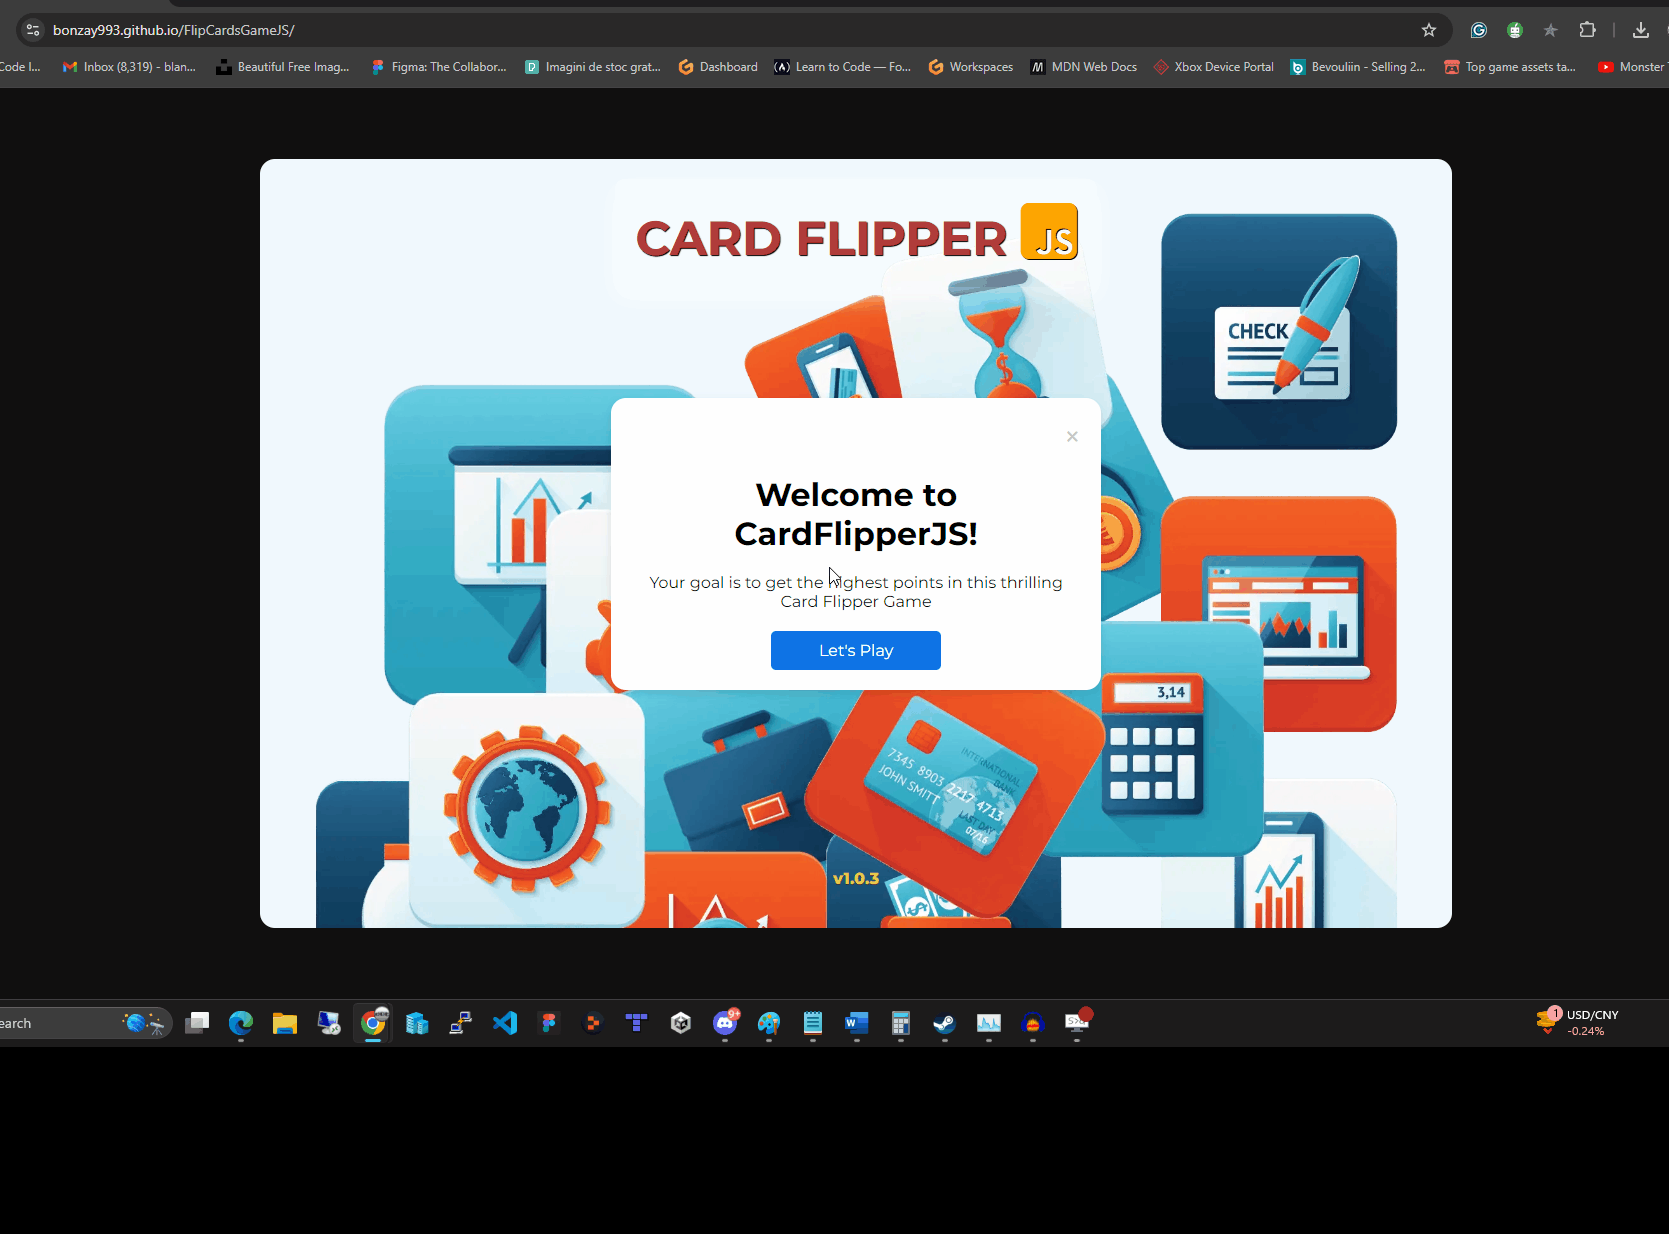 bonzay993.github.io/FlipCardsGameJS/
Code I...
Inbox (8,319) - blan...
Beautiful Free Imag...
Figma: The Collabor...
Imagini de stoc grat...
Dashboard
Learn to Code — Fo...
Workspaces
MDN Web Docs
Xbox Device Portal
Bevouliin - Selling 2...
Top game assets ta...
Monster
CARD FLIPPER JS
CHECK
Welcome to
CardFlipperJS!
Your goal is to get the highest points in this thrilling
Card Flipper Game
Let's Play
3,14
INTERNATIONAL
BANK
7345 8903 2217 4713
JOHN SMITT
LAST DAY
07/16
v1.0.3
earch
9+
1
USD/CNY
-0.24%